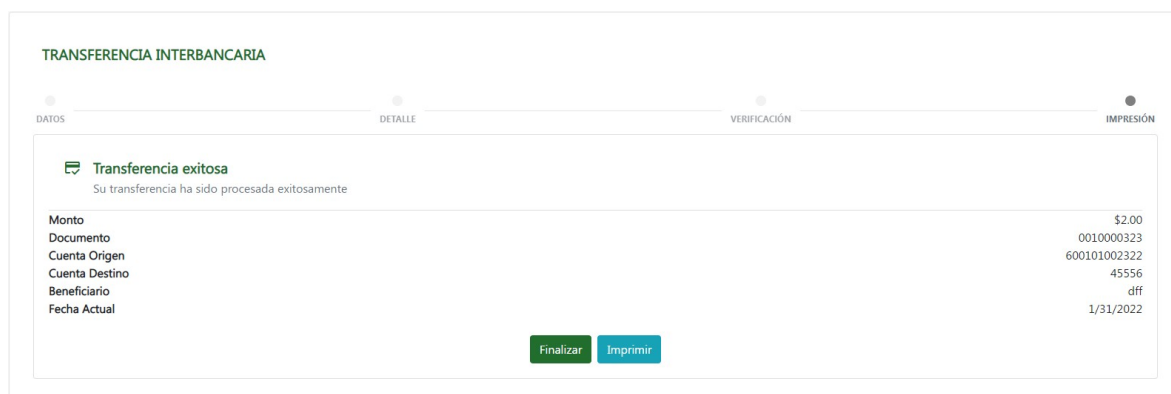 TRANSFERENCIA INTERBANCARIA
DATOS DETALLE VERIFICACIÓN IMPRESIÓN
Transferencia exitosa
Su transferencia ha sido procesada exitosamente
Monto $2.00
Documento 0010000323
Cuenta Origen 600101002322
Cuenta Destino 45556
Beneficiario dff
Fecha Actual 1/31/2022
Finalizar Imprimir